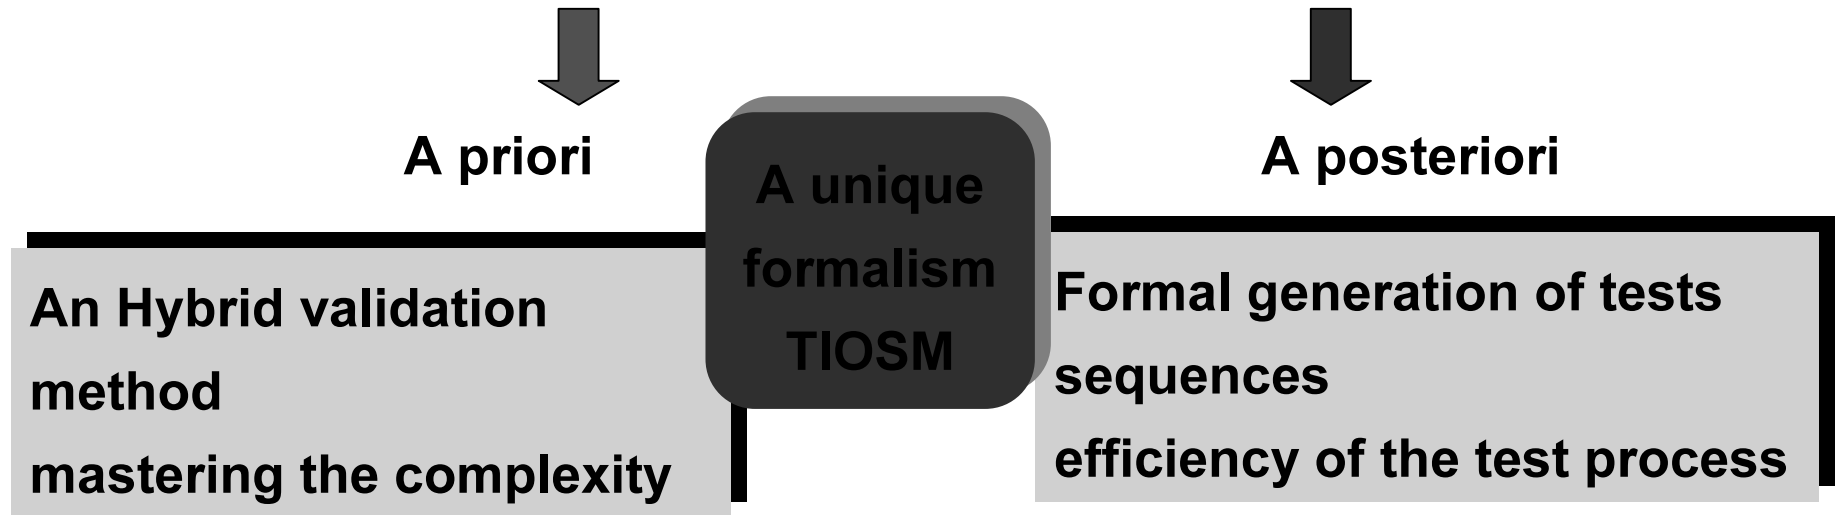 A priori
A unique
formalism
TIOSM
A posteriori
An Hybrid validation
method
mastering the complexity
Formal generation of tests
sequences
efficiency of the test process